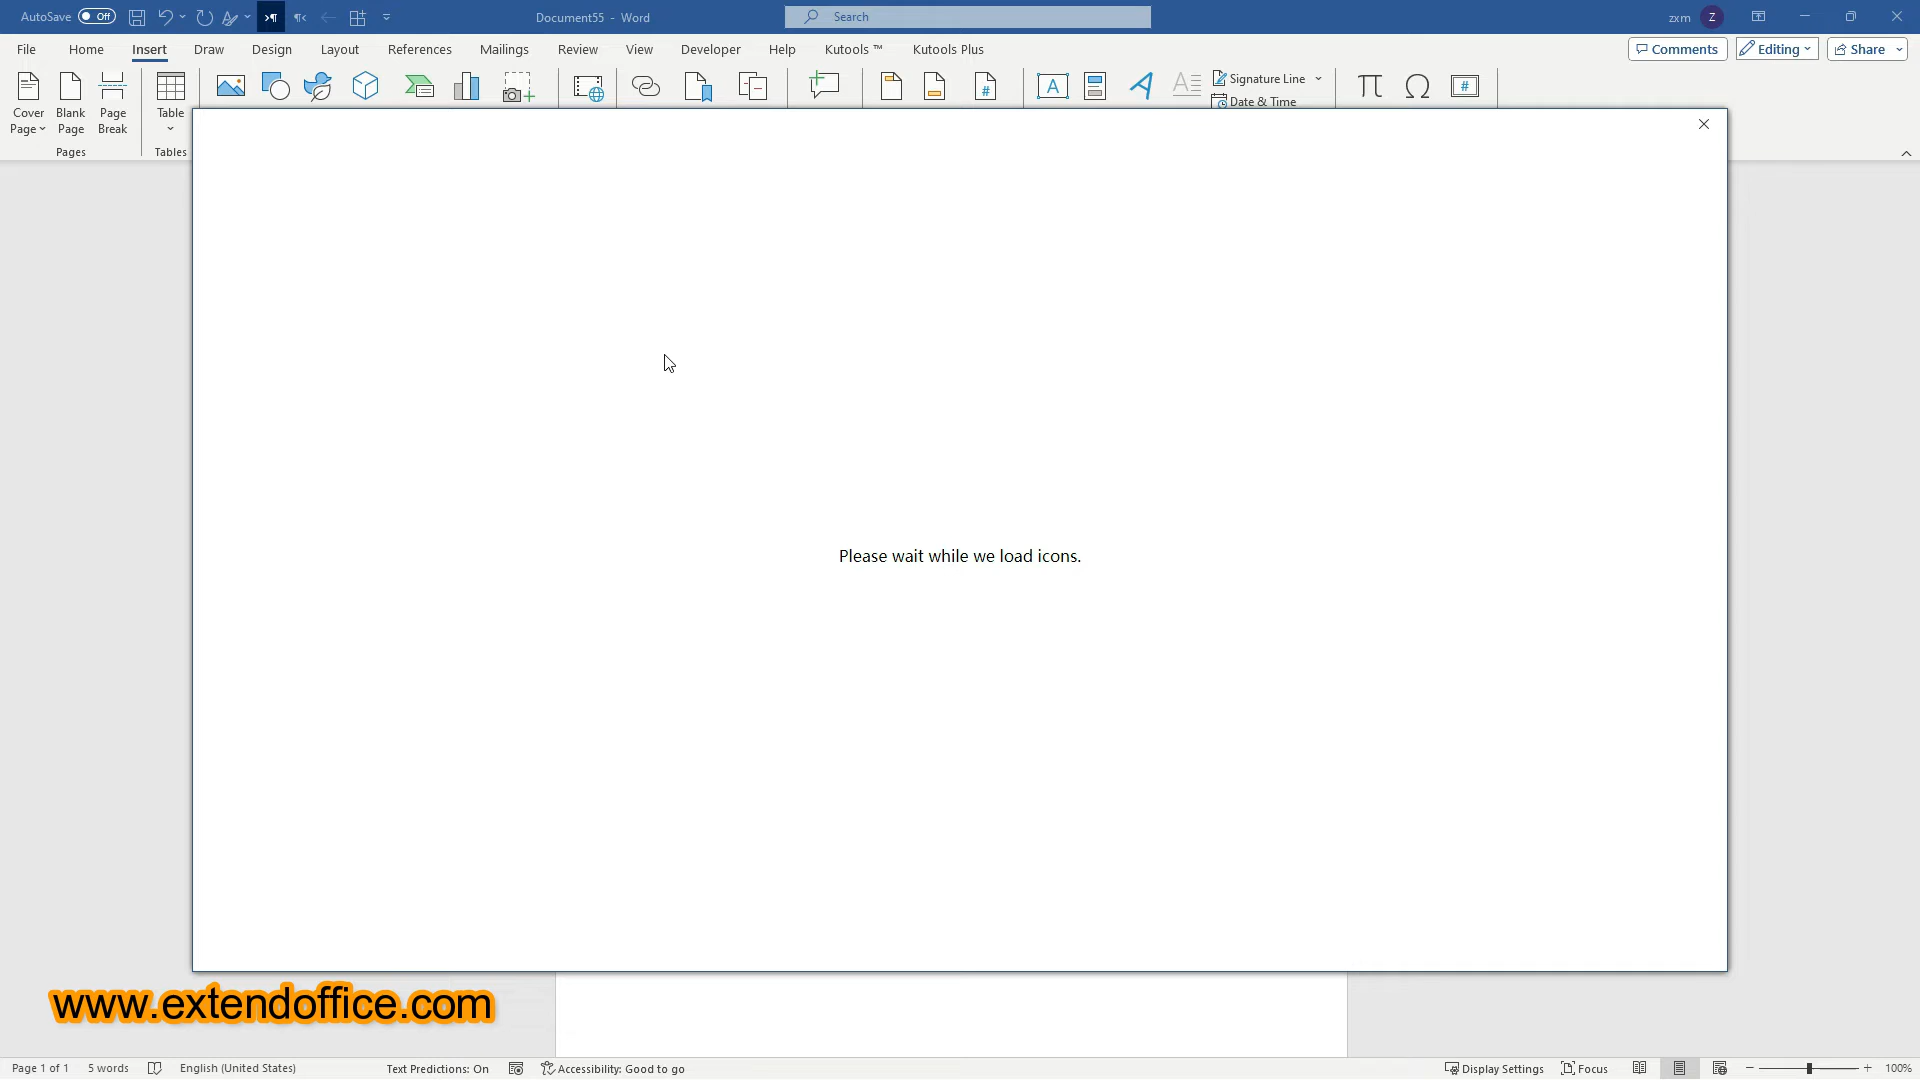 AutoSave Off Document55 - Word Search zxm Z
File Home Insert Draw Design Layout References Mailings Review View Developer Help Kutools ™ Kutools Plus Comments Editing Share
Signature Line
Date & Time
Cover Page Blank Page Page Break Table
Pages Tables
Please wait while we load icons.
www.extendoffice.com
Page 1 of 1 5 words English (United States) Text Predictions: On Accessibility: Good to go Display Settings Focus 100%